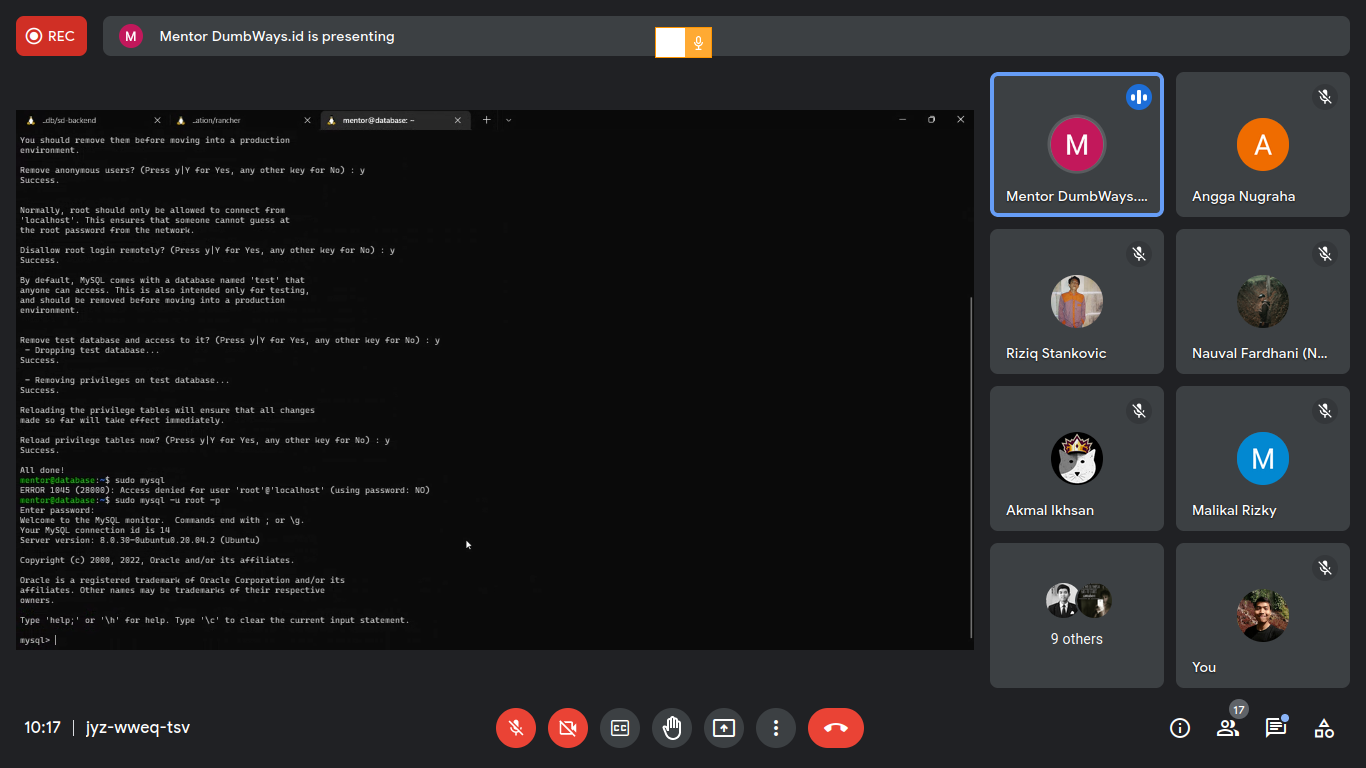 REC
M
Mentor DumbWays.id is presenting
..db/sd-backend
..ation/rancher
mentor@database: ~
You should remove them before moving into a production
environment.
Remove anonymous users? (Press y|Y for Yes, any other key for No) : y
Success.
Normally, root should only be allowed to connect from
'localhost'. This ensures that someone cannot guess at
the root password from the network.
Disallow root login remotely? (Press y|Y for Yes, any other key for No) : y
Success.
By default, MySQL comes with a database named 'test' that
anyone can access. This is also intended only for testing,
and should be removed before moving into a production
environment.
Remove test database and access to it? (Press y|Y for Yes, any other key for No) : y
- Dropping test database...
Success.
- Removing privileges on test database...
Success.
Reloading the privilege tables will ensure that all changes
made so far will take effect immediately.
Reload privilege tables now? (Press y|Y for Yes, any other key for No) : y
Success.
All done!
mentor@database:~$ sudo mysql
ERROR 1045 (28000): Access denied for user 'root'@'localhost' (using password: NO)
mentor@database:~$ sudo mysql -u root -p
Enter password:
Welcome to the MySQL monitor.  Commands end with ; or \g.
Your MySQL connection id is 14
Server version: 8.0.30-0ubuntu0.20.04.2 (Ubuntu)
Copyright (c) 2000, 2022, Oracle and/or its affiliates.
Oracle is a registered trademark of Oracle Corporation and/or its
affiliates. Other names may be trademarks of their respective
owners.
Type 'help;' or '\h' for help. Type '\c' to clear the current input statement.
mysql>
M
Mentor DumbWays....
A
Angga Nugraha
Riziq Stankovic
Nauval Fardhani (N...
Akmal Ikhsan
M
Malikal Rizky
9 others
You
10:17 | jyz-wweq-tsv
CC
17